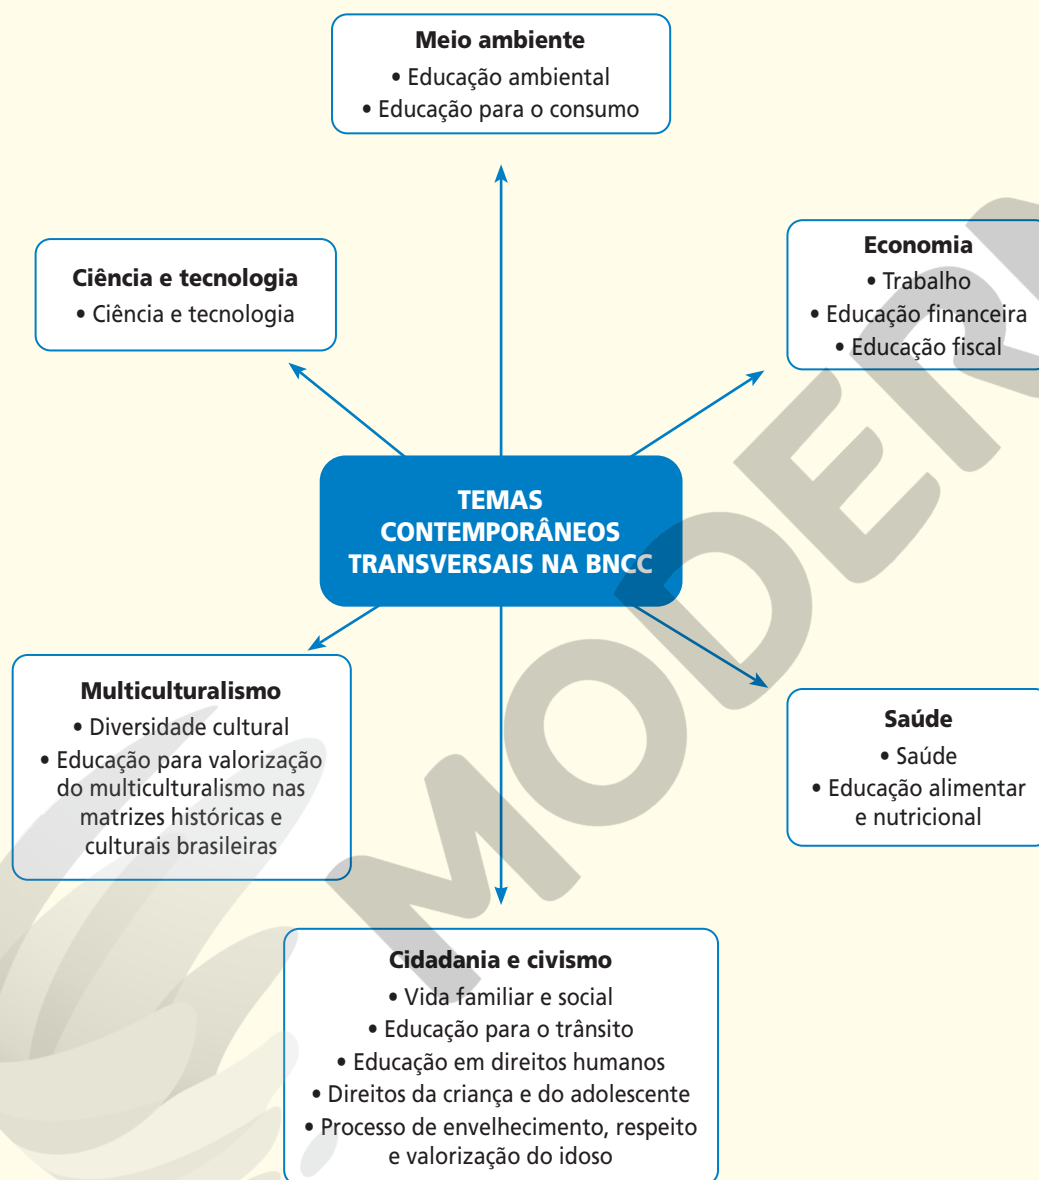 Meio ambiente
• Educação ambiental
• Educação para o consumo
Ciência e tecnologia
• Ciência e tecnologia
Economia
• Trabalho
• Educação financeira
• Educação fiscal
TEMAS
CONTEMPORÂNEOS
TRANSVERSAIS NA BNCC
Multiculturalismo
• Diversidade cultural
• Educação para valorização
do multiculturalismo nas
matrizes históricas e
culturais brasileiras
Saúde
• Saúde
• Educação alimentar
e nutricional
Cidadania e civismo
• Vida familiar e social
• Educação para o trânsito
• Educação em direitos humanos
• Direitos da criança e do adolescente
• Processo de envelhecimento, respeito
e valorização do idoso
MODER